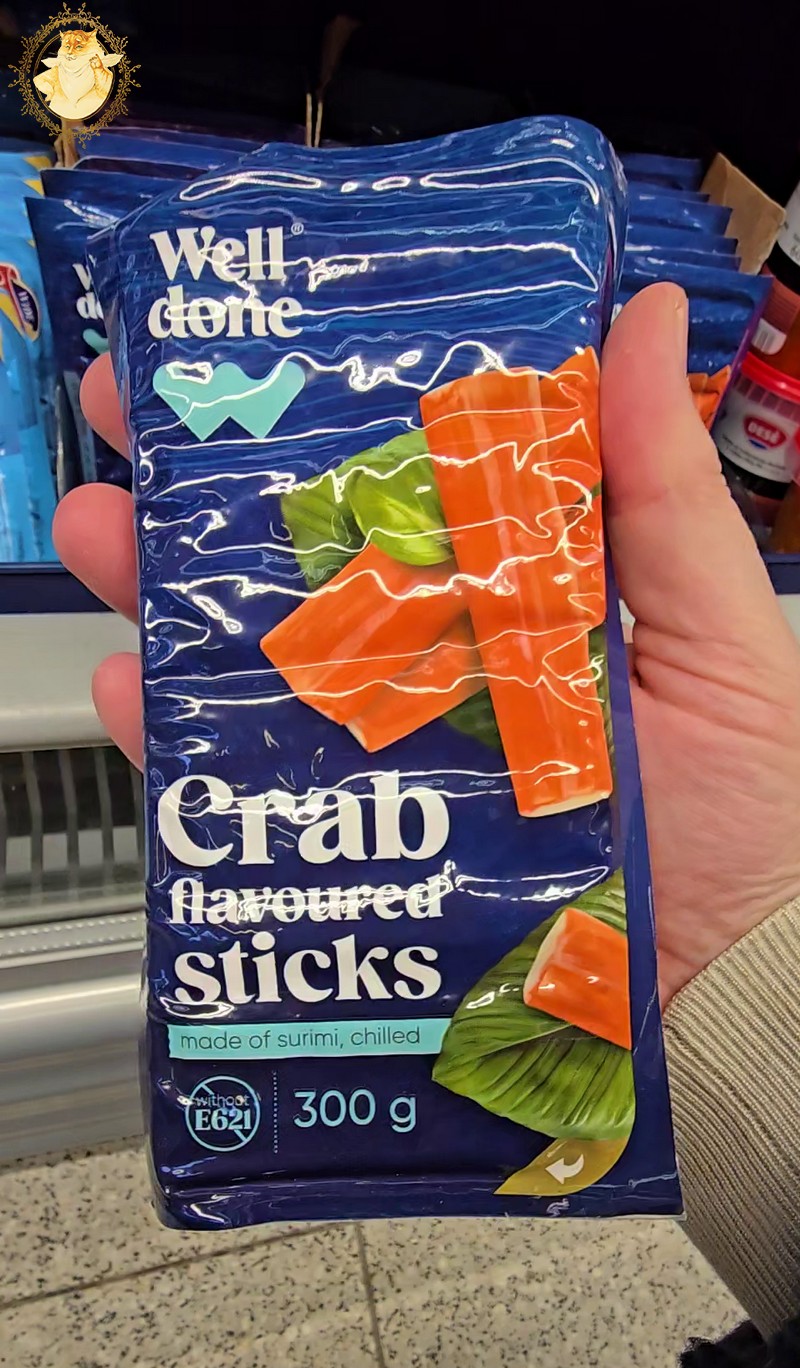 Well®
done
Crab
flavoured
sticks
made of surimi, chilled
without
E621
300 g